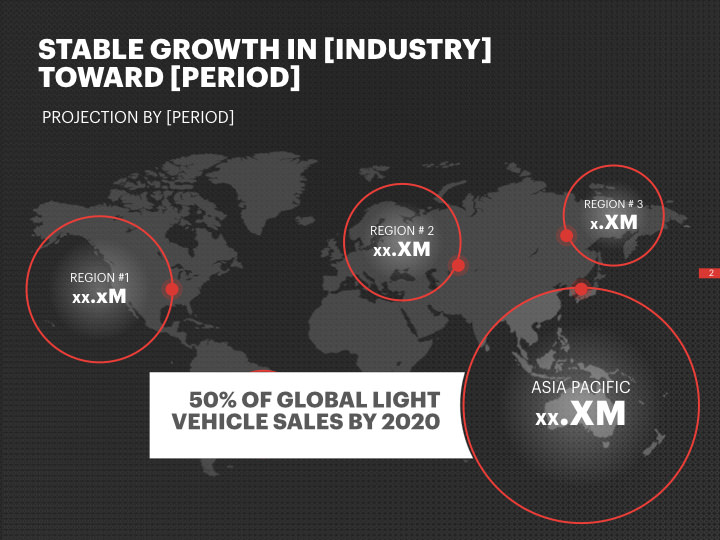 STABLE GROWTH IN [INDUSTRY]
TOWARD [PERIOD]
PROJECTION BY [PERIOD]
REGION # 3
x.XM
REGION # 2
xx.XM
REGION #1
xx.xM
2
ASIA PACIFIC
xx.XM
50% OF GLOBAL LIGHT
VEHICLE SALES BY 2020